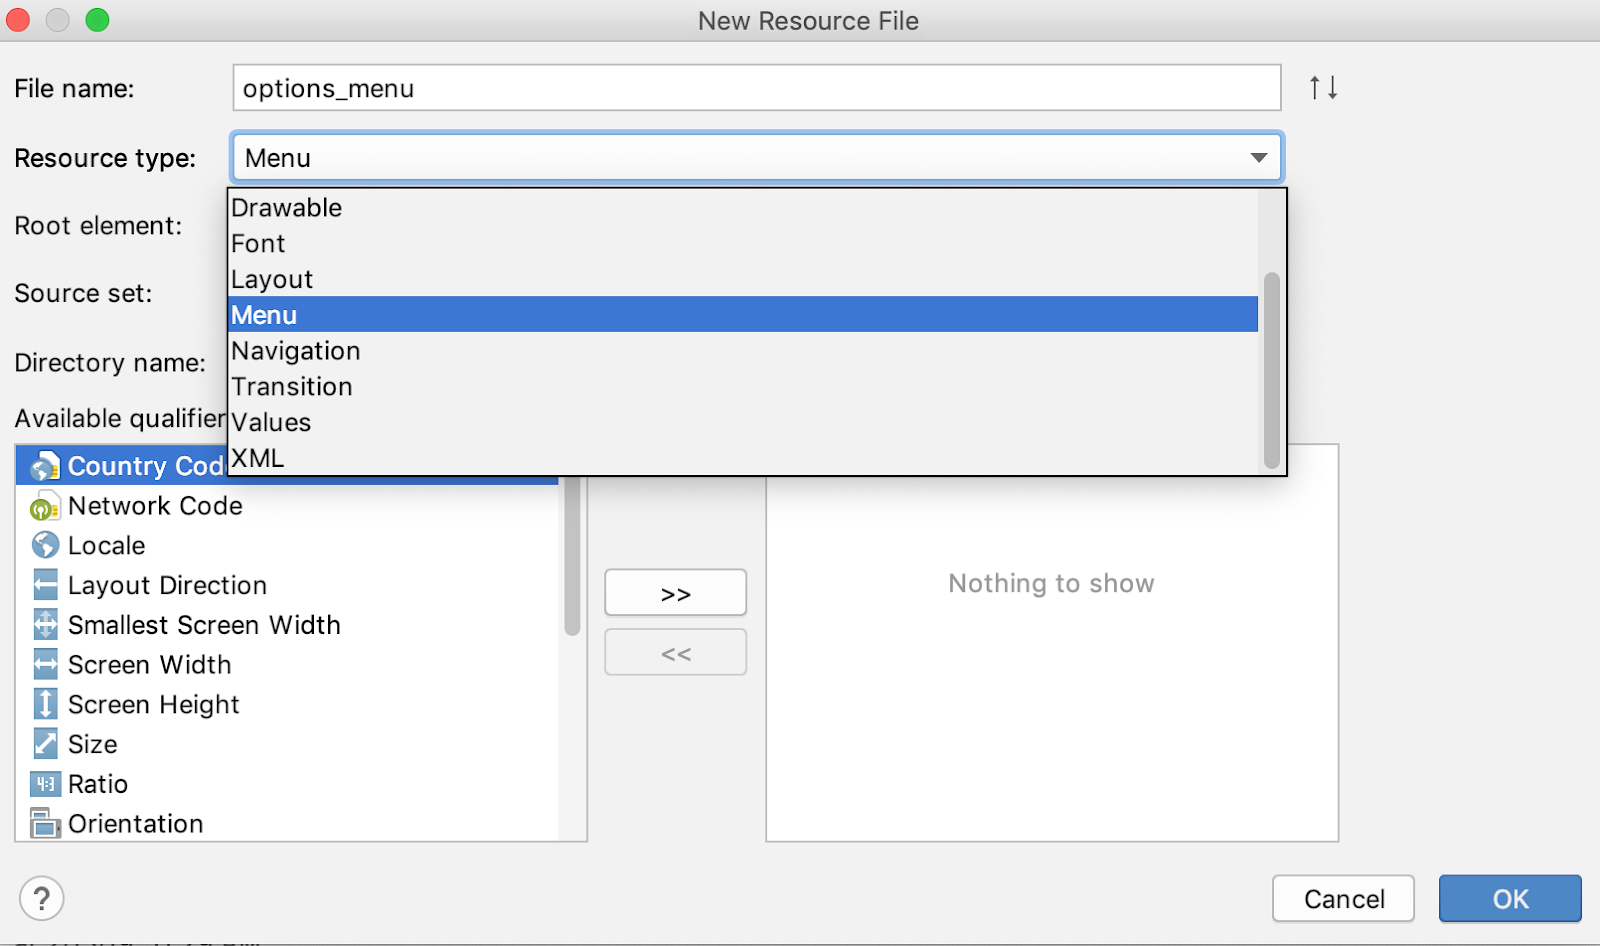 New Resource File
File name:
options_menu
Resource type:
Menu
Drawable
Font
Layout
Menu
Navigation
Transition
Values
XML
Root element:
Source set:
Directory name:
Available qualifier
Country Cod
Network Code
Locale
Layout Direction
Smallest Screen Width
Screen Width
Screen Height
Size
4:3 Ratio
Orientation
>>
<<
Nothing to show
?
Cancel
OK